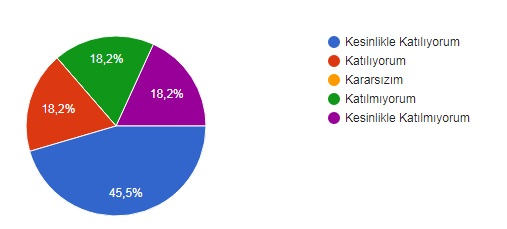 18,2%
18,2%
18,2%
45,5%
Kesinlikle Katılıyorum
Katılıyorum
Kararsızım
Katılmıyorum
Kesinlikle Katılmıyorum